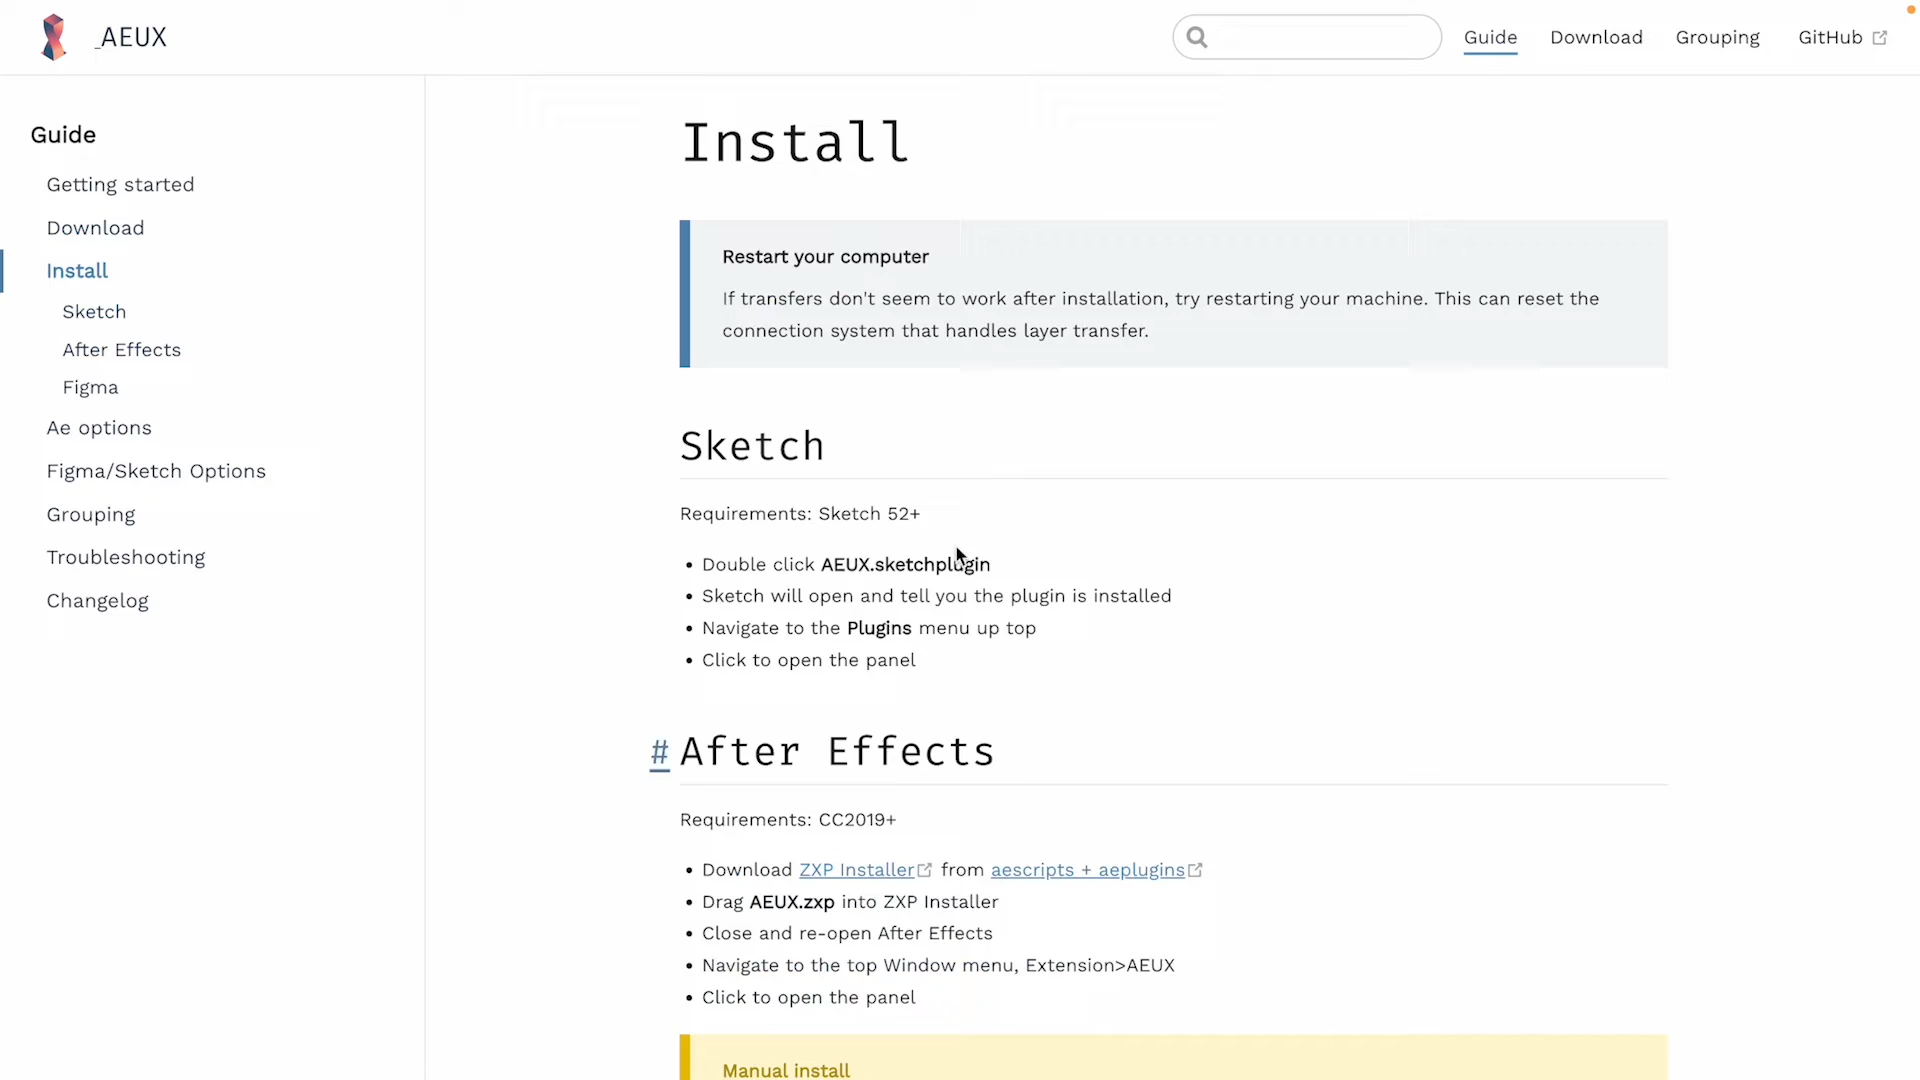 _AEUX
Guide
Download
Grouping
GitHub
Guide
Getting started
Download
Install
Sketch
After Effects
Figma
Ae options
Figma/Sketch Options
Grouping
Troubleshooting
Changelog
Install
Restart your computer
If transfers don't seem to work after installation, try restarting your machine. This can reset the
connection system that handles layer transfer.
Sketch
Requirements: Sketch 52+
• Double click AEUX.sketchplugin
• Sketch will open and tell you the plugin is installed
• Navigate to the Plugins menu up top
• Click to open the panel
# After Effects
Requirements: CC2019+
• Download ZXP Installer from aescripts + aeplugins
• Drag AEUX.zxp into ZXP Installer
• Close and re-open After Effects
• Navigate to the top Window menu, Extension>AEUX
• Click to open the panel
Manual install